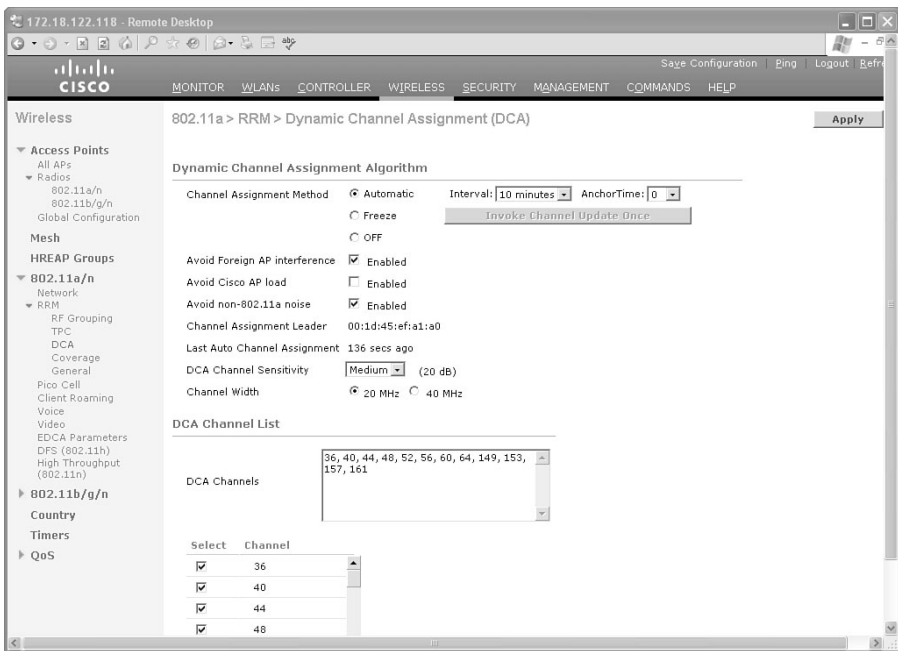 172.18.122.118 - Remote Desktop
CISCO
Save Configuration | Ping | Logout | Refre
MONITOR WLANs CONTROLLER WIRELESS SECURITY MANAGEMENT COMMANDS HELP
Wireless
Access Points
All APs
Radios
802.11a/n
802.11b/g/n
Global Configuration
Mesh
HREAP Groups
802.11a/n
Network
RRM
RF Grouping
TPC
DCA
Coverage
General
Pico Cell
Client Roaming
Voice
Video
EDCA Parameters
DFS (802.11h)
High Throughput
(802.11n)
802.11b/g/n
Country
Timers
QoS
802.11a > RRM > Dynamic Channel Assignment (DCA)
Apply
Dynamic Channel Assignment Algorithm
Channel Assignment Method Automatic Interval: 10 minutes AnchorTime: 0
Freeze Invoke Channel Update Once
OFF
Avoid Foreign AP interference Enabled
Avoid Cisco AP load Enabled
Avoid non-802.11a noise Enabled
Channel Assignment Leader 00:1d:45:ef:a1:a0
Last Auto Channel Assignment 136 secs ago
DCA Channel Sensitivity Medium (20 dB)
Channel Width 20 MHz 40 MHz
DCA Channel List
DCA Channels
36, 40, 44, 48, 52, 56, 60, 64, 149, 153,
157, 161
Select Channel
36
40
44
48